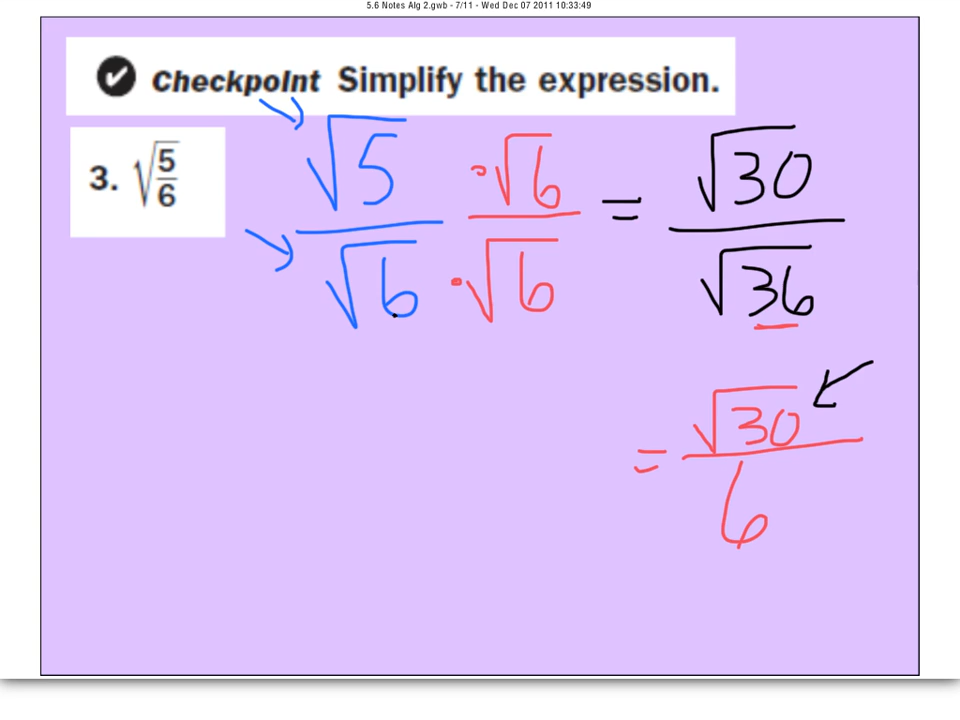 5.6 Notes Alg 2.gwb - 7/11 - Wed Dec 07 2011 10:33:49
Checkpoint Simplify the expression.
3. √(5/6)
√5/√6 · √6/√6 = √30/√36
= √30/6